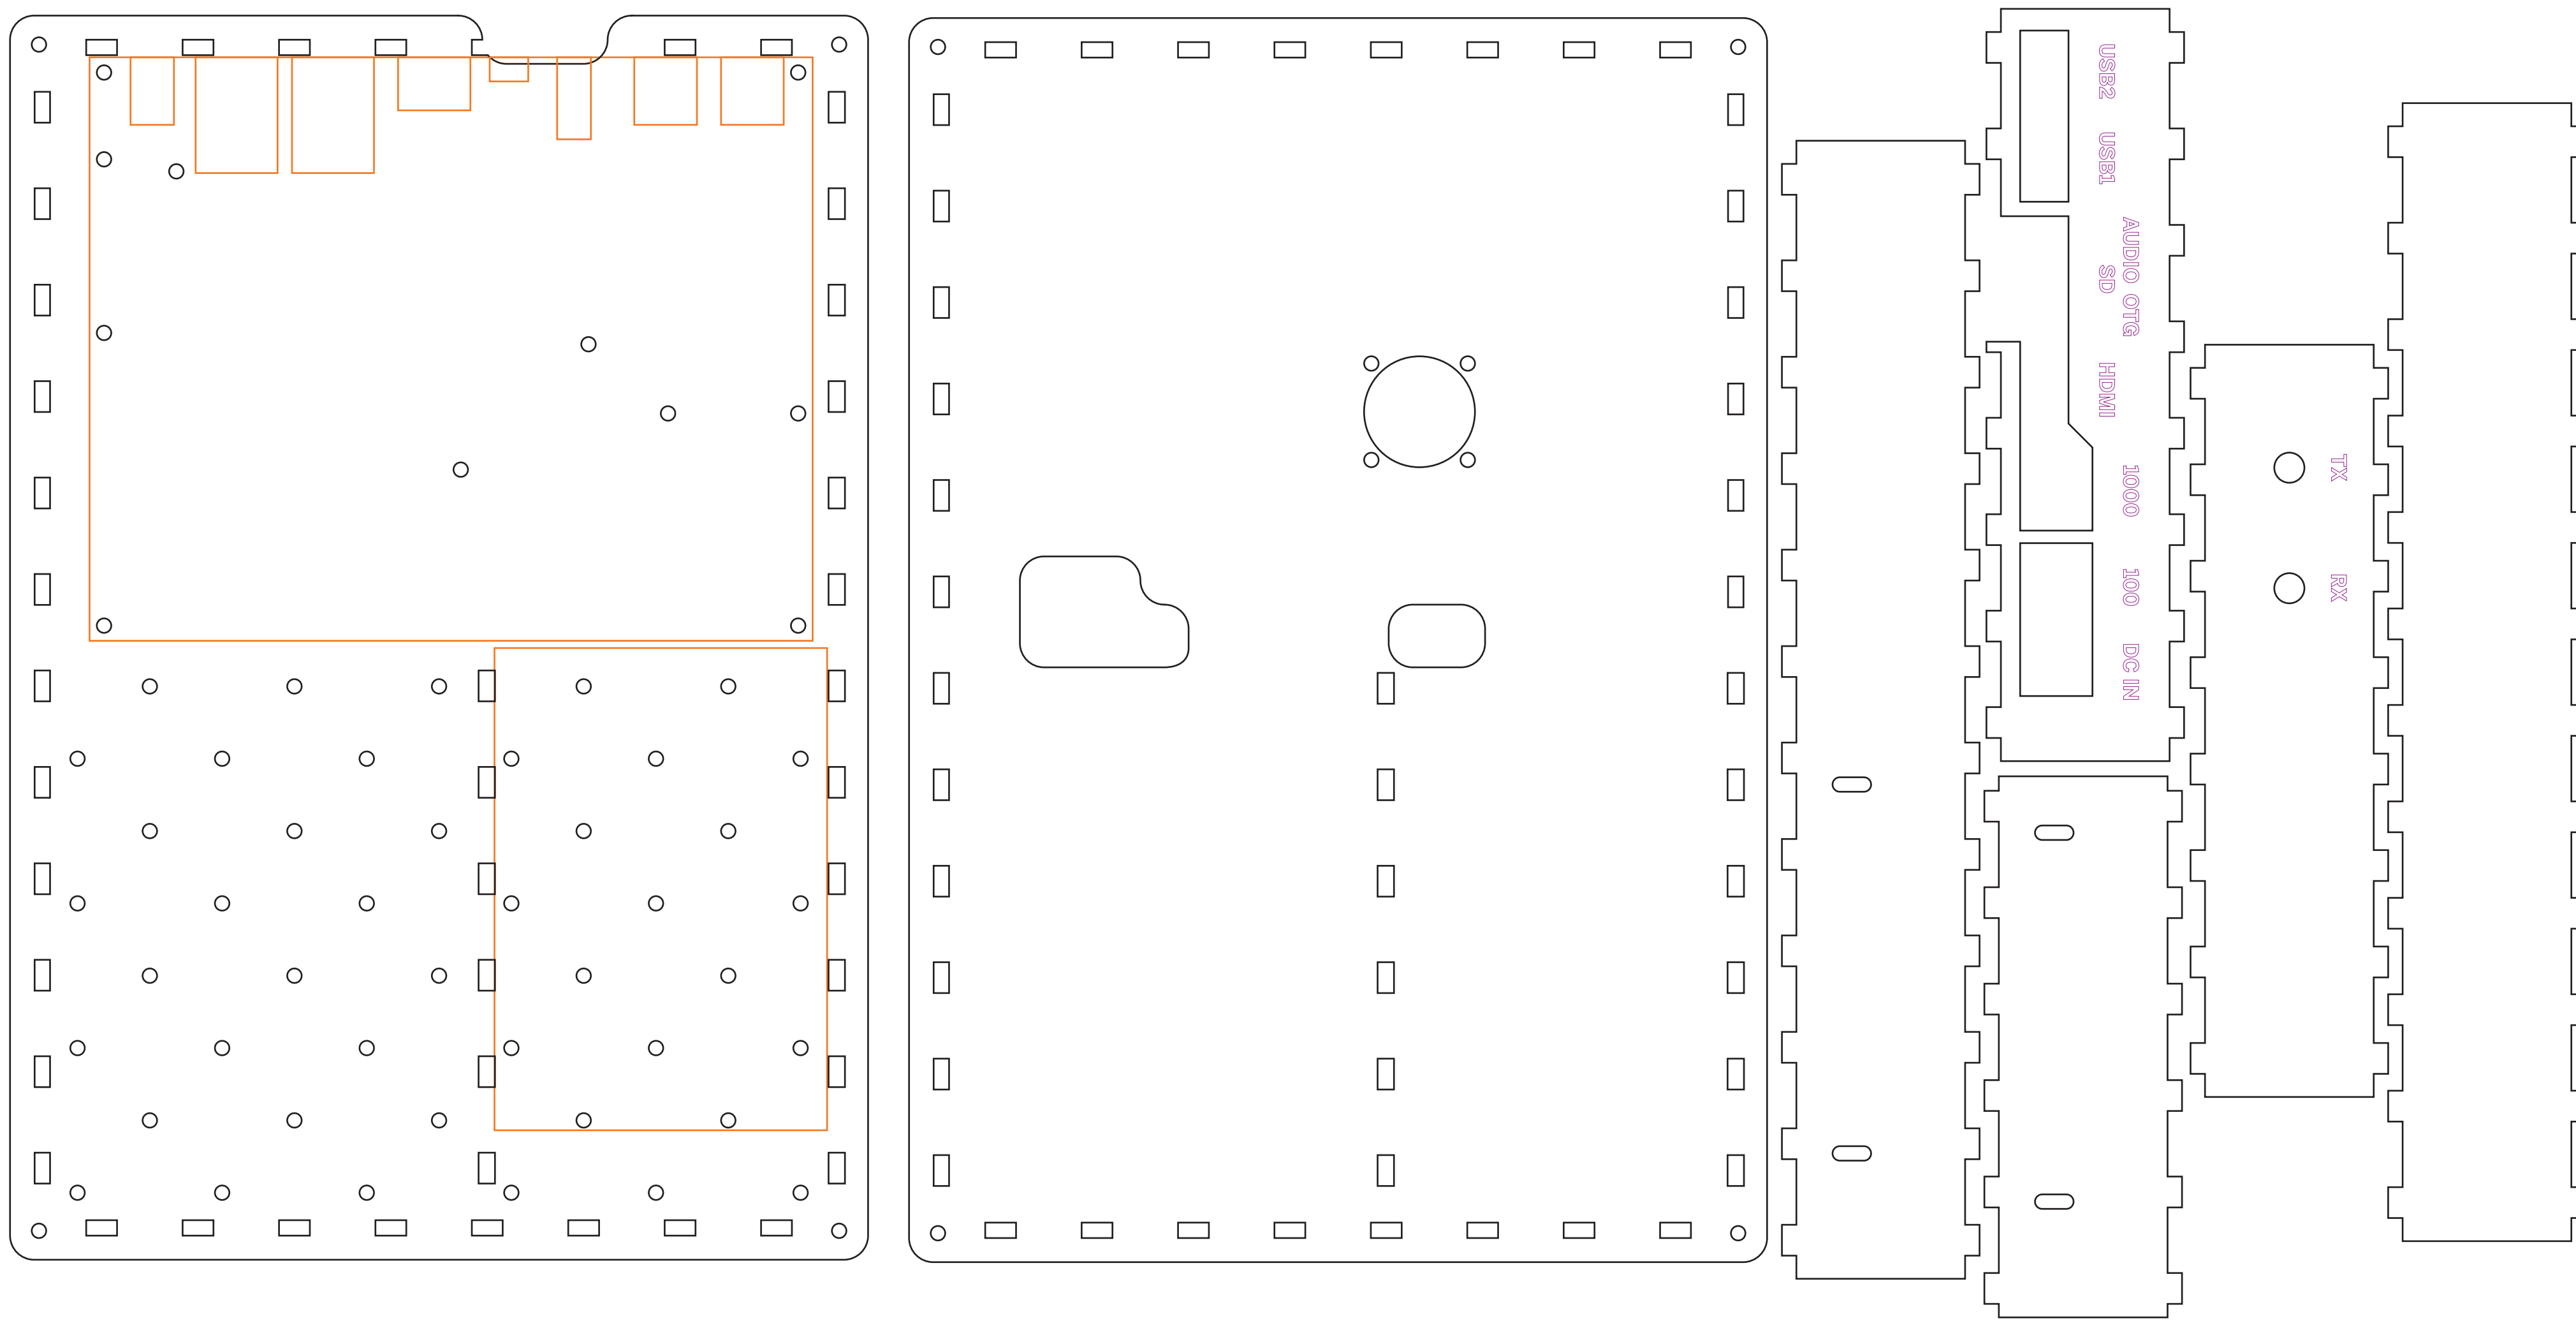 USB2
USB1
AUDIO OTG
SD
HDMI
1000
100
DC IN
TX
RX